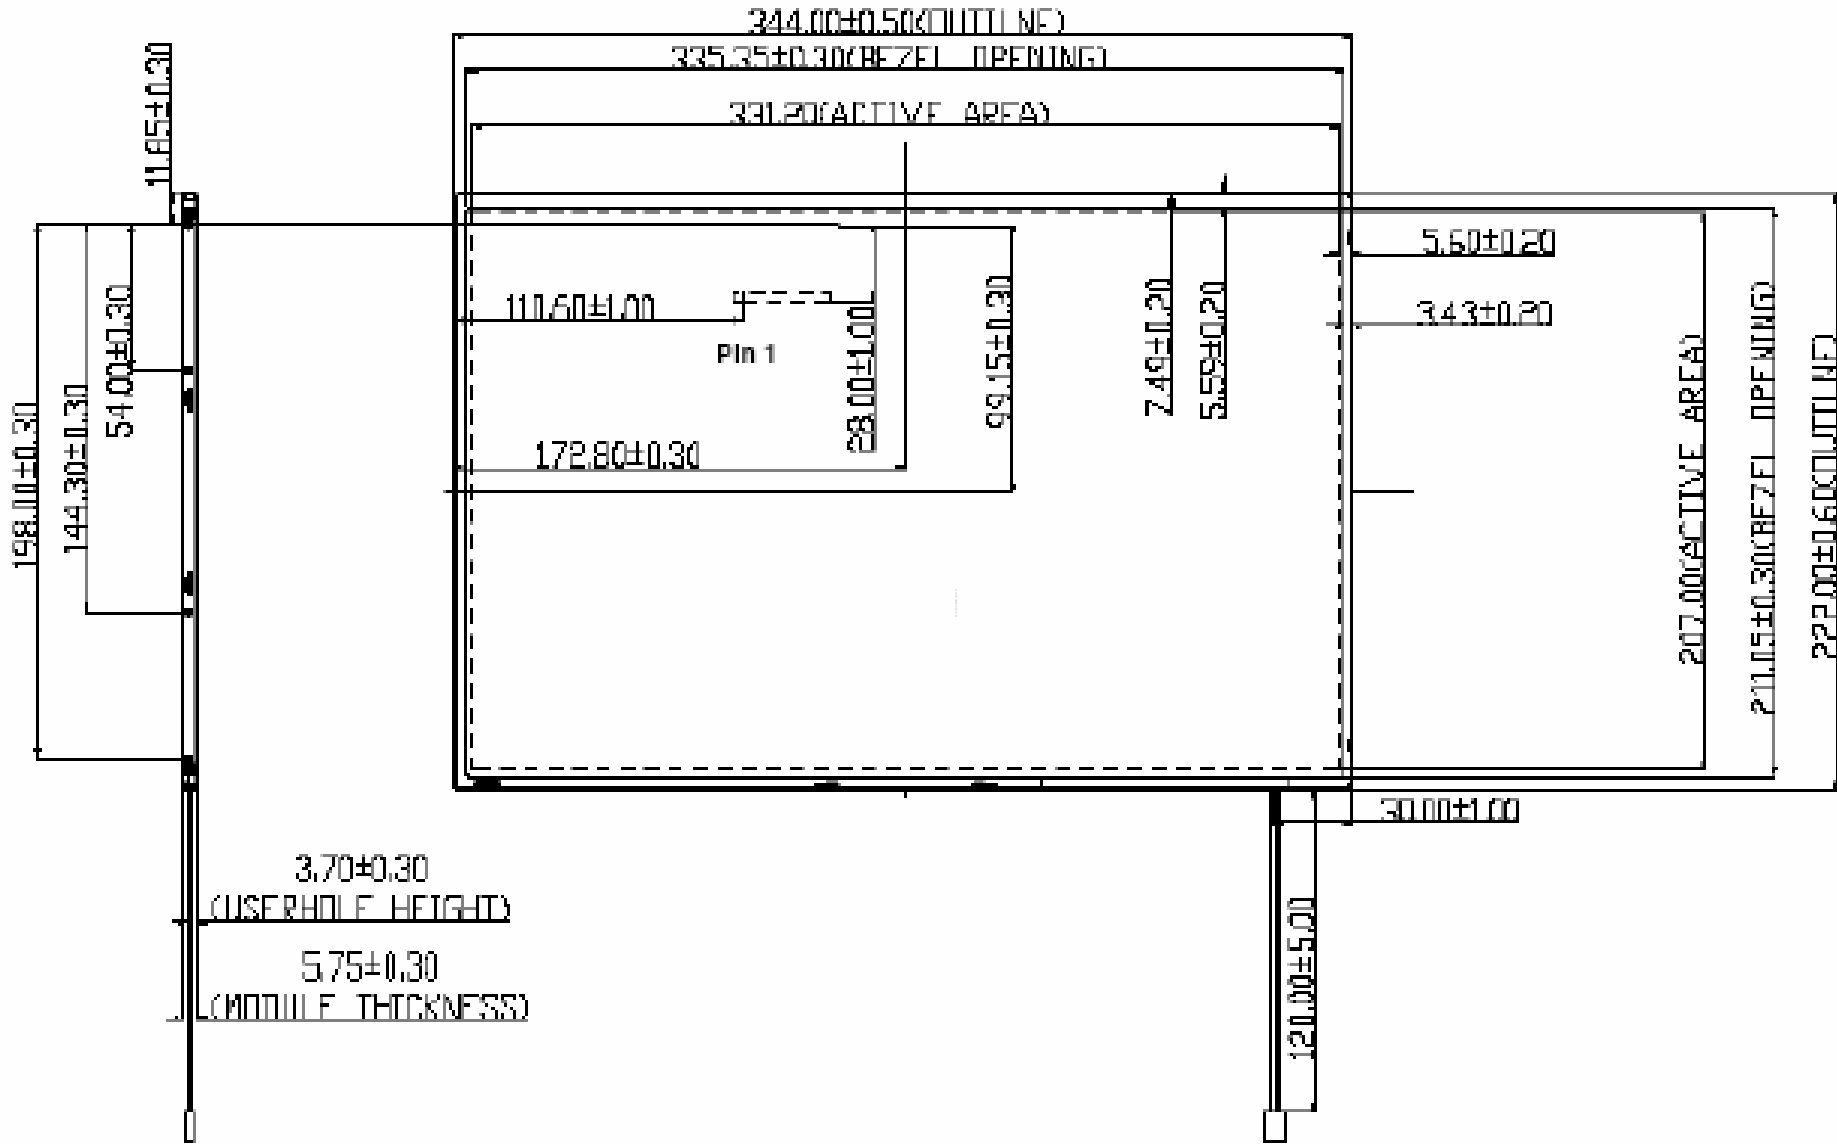 344.00±0.50(OUTLINE)
335.35±0.30(BEZEL OPENING)
331.20(ACTIVE AREA)
11.85±0.30
5.60±0.20
110.60±1.00
3.43±0.20
Pin 1
54.00±0.30
28.00±1.00
99.15±0.30
7.49±0.20
5.59±0.20
172.80±0.30
144.30±0.30
198.00±0.30
207.00(ACTIVE AREA)
211.05±0.30(BEZEL OPENING)
222.00±0.60(OUTLINE)
30.00±1.00
3.70±0.30
(USERHOLE HEIGHT)
5.75±0.30
(MODULE THICKNESS)
120.00±5.00